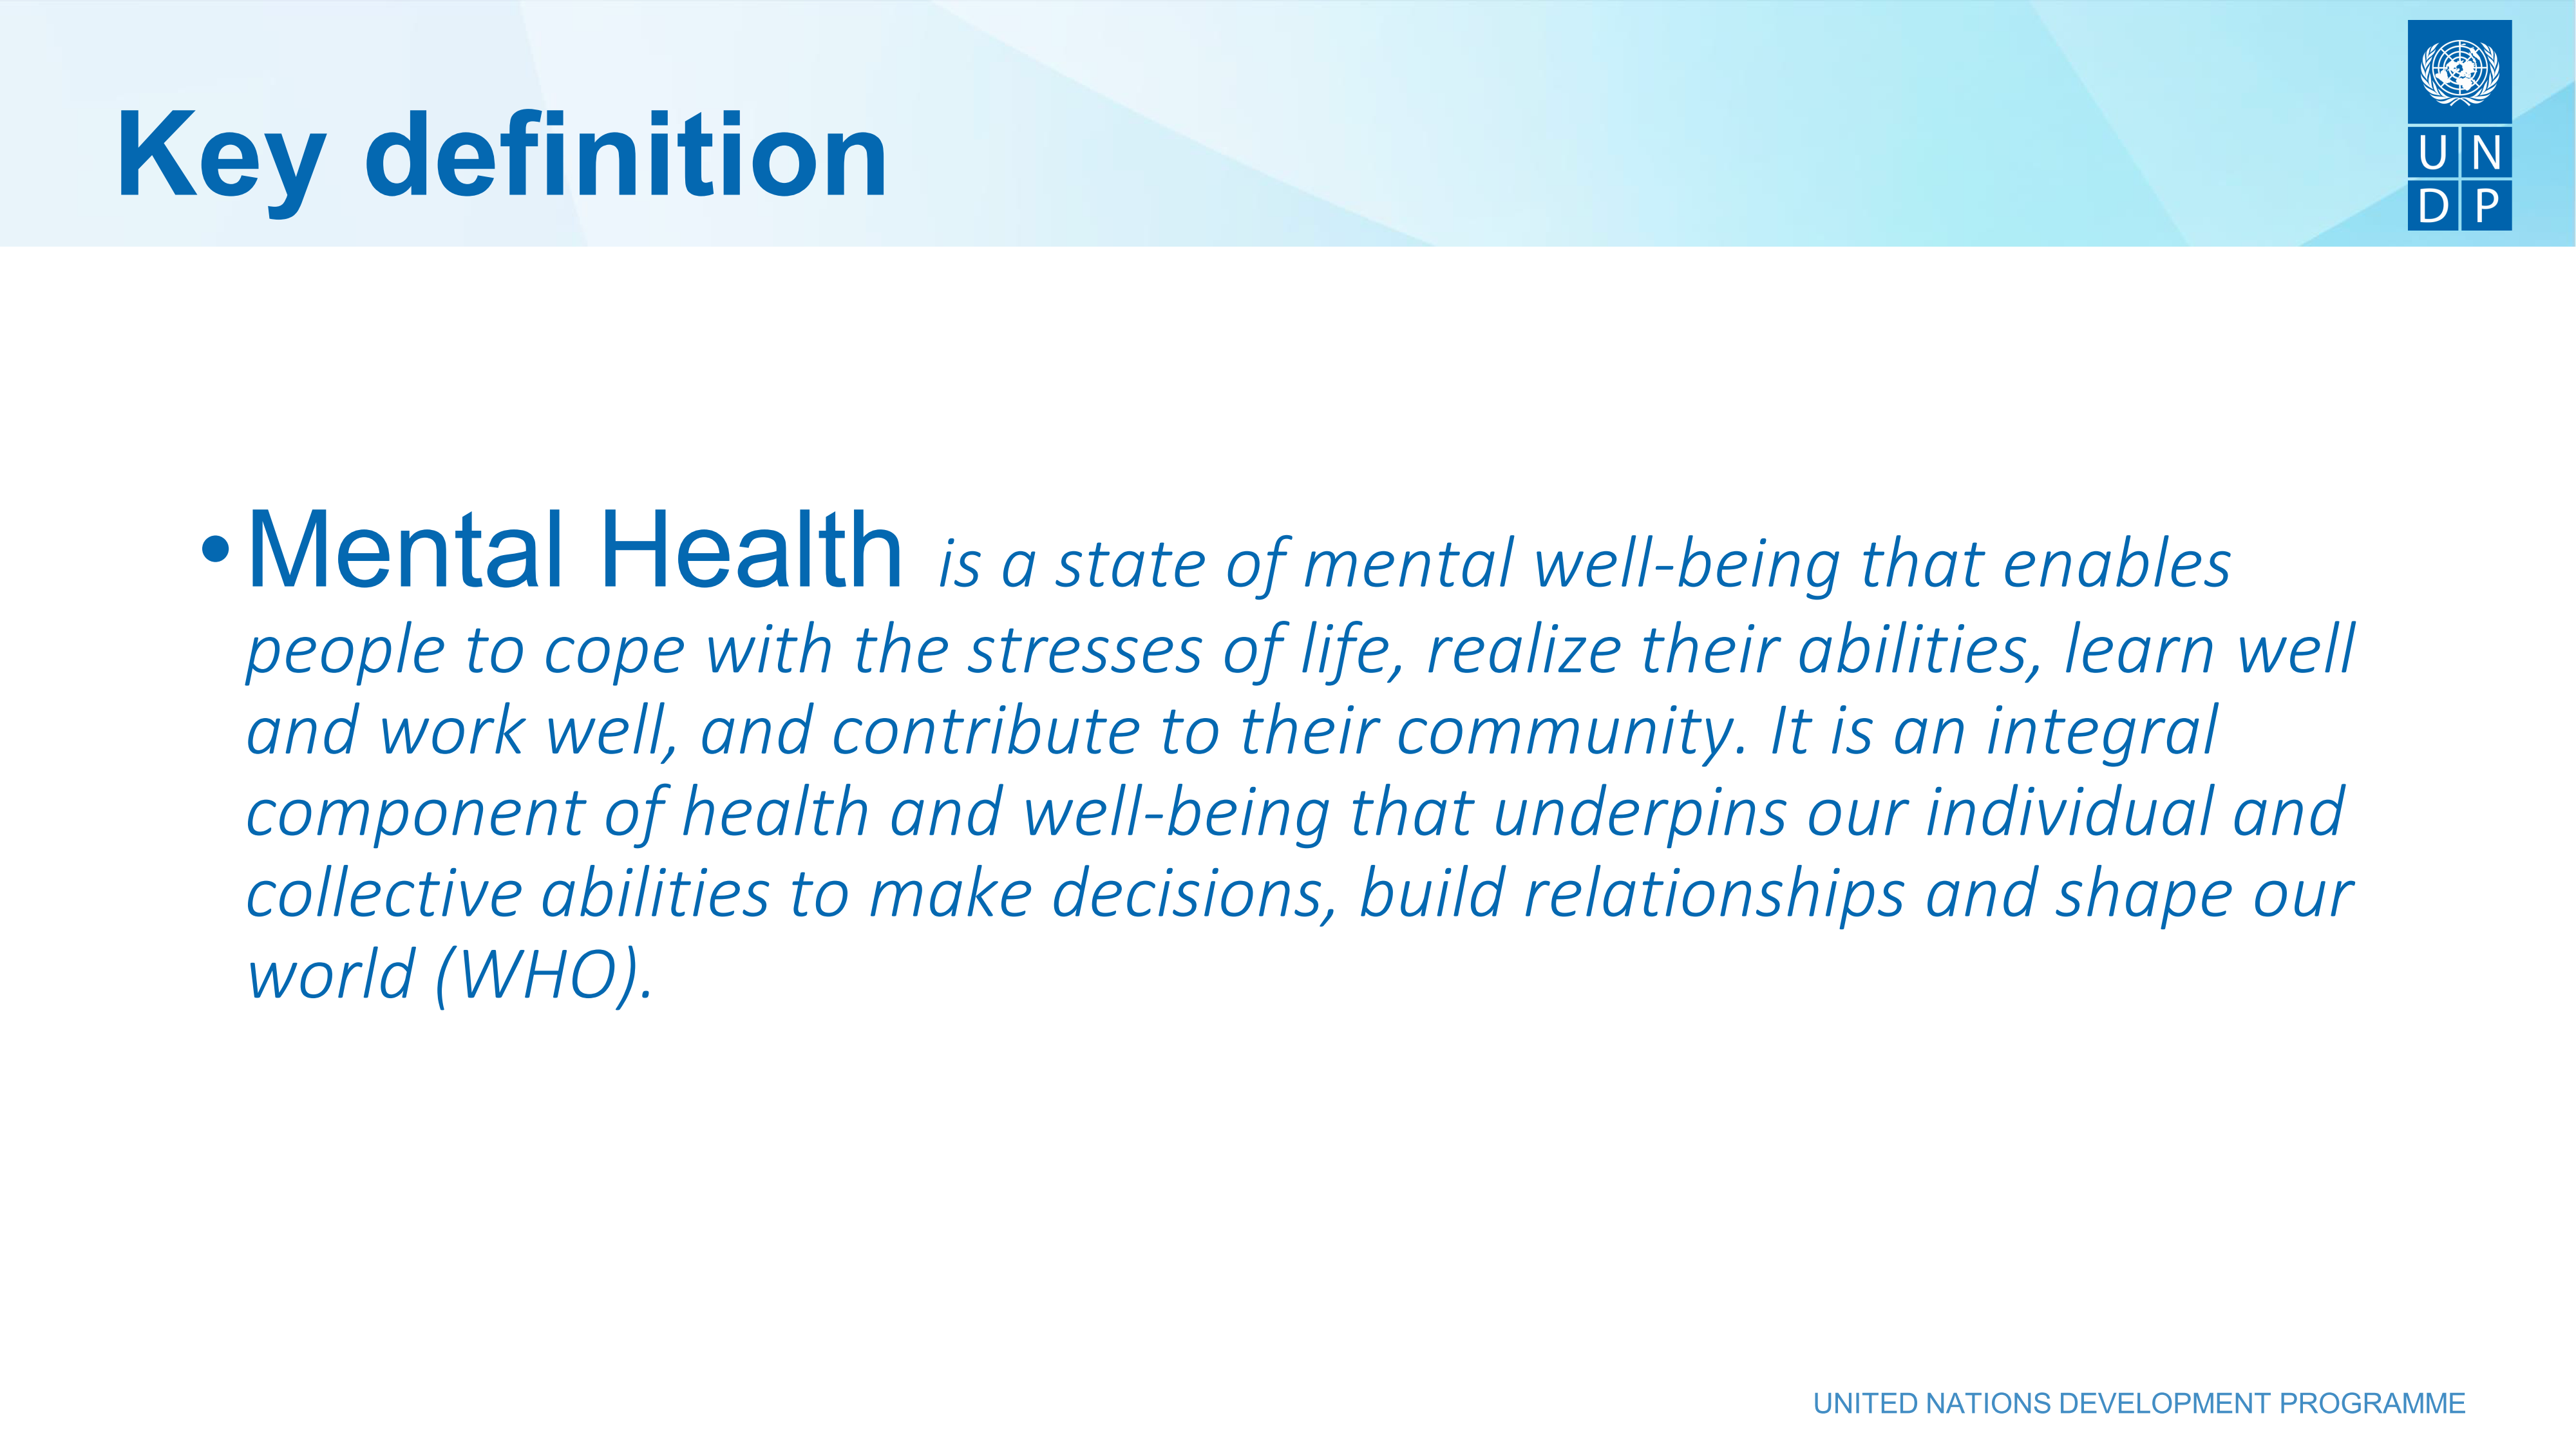 Key definition
U N
D P
•Mental Health is a state of mental well-being that enables
people to cope with the stresses of life, realize their abilities, learn well
and work well, and contribute to their community. It is an integral
component of health and well-being that underpins our individual and
collective abilities to make decisions, build relationships and shape our
world (WHO).
UNITED NATIONS DEVELOPMENT PROGRAMME